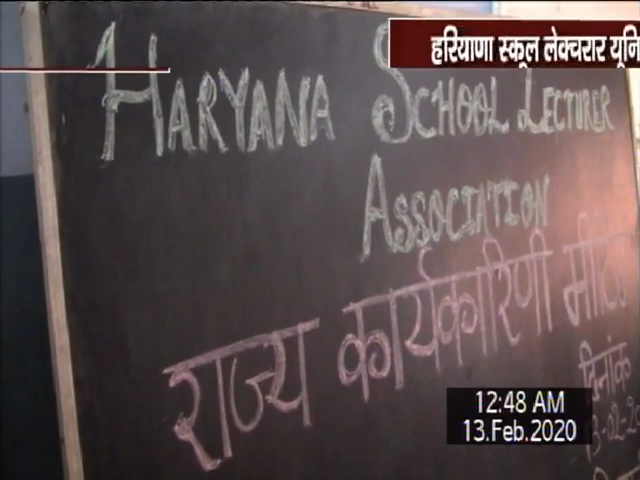 हरियाणा स्कूल लेक्चरार
HARYANA SCHOOL LECTURER
ASSOCIATION
राज्य कार्यकारिणी
दिनांक
12:48 AM
13.Feb.2020